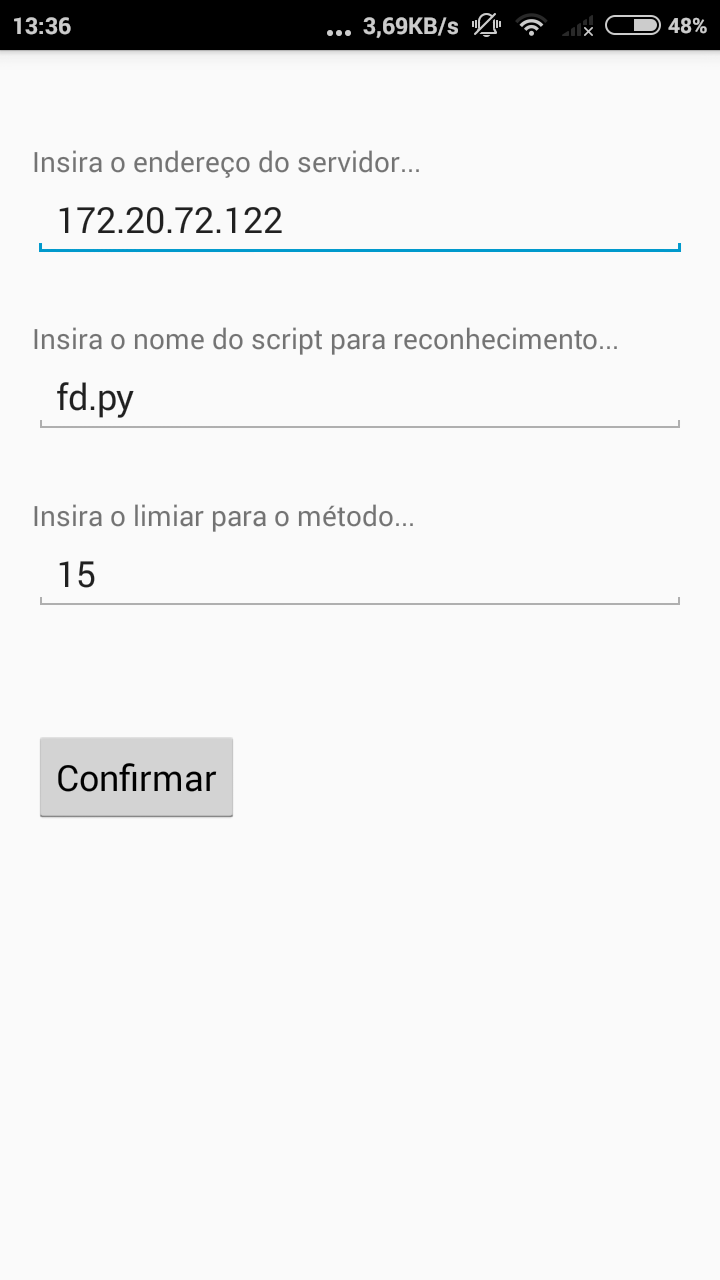 13:36 ... 3,69KB/s 48%
Insira o endereço do servidor...
172.20.72.122
Insira o nome do script para reconhecimento...
fd.py
Insira o limiar para o método...
15
Confirmar